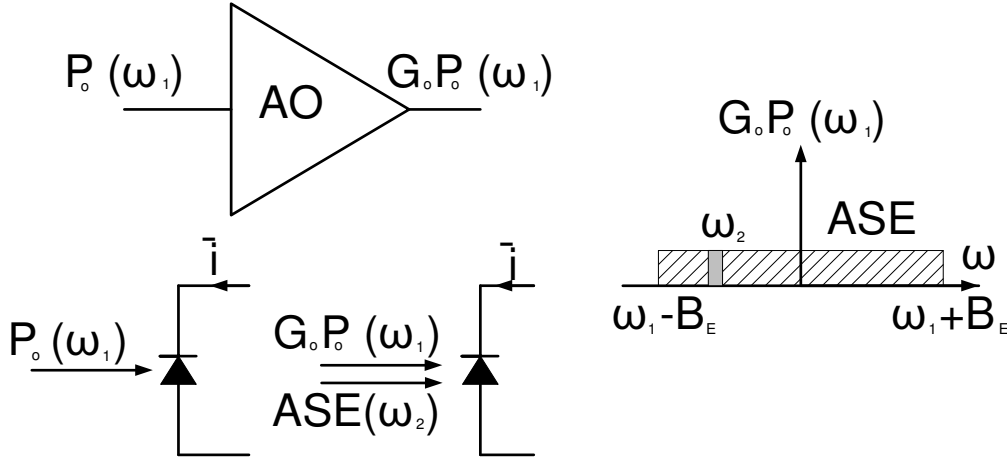 Pₒ (ω₁)
AO
GₒPₒ (ω₁)
GₒPₒ (ω₁)
ω₂
ASE
ω
ω₁-B_E
ω₁+B_E
i̅
Pₒ (ω₁)
i̅
GₒPₒ (ω₁)
ASE(ω₂)